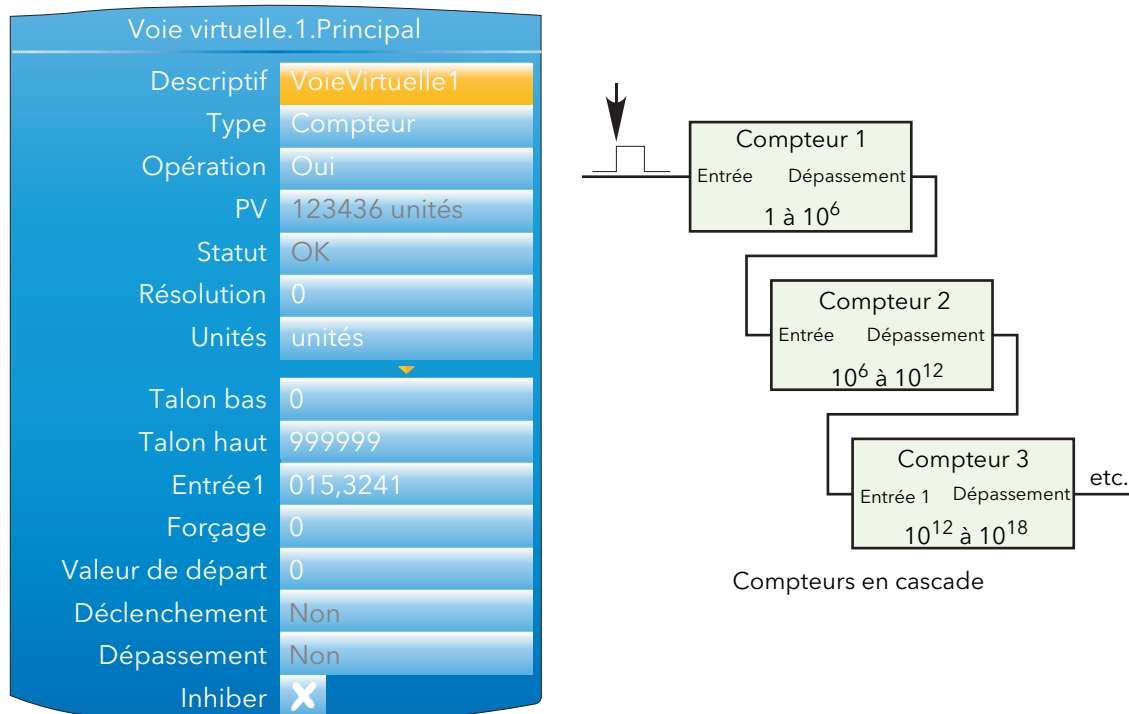 Voie virtuelle.1.Principal
Descriptif VoieVirtuelle1
Type Compteur
Opération Oui
PV 123436 unités
Statut OK
Résolution 0
Unités unités
Talon bas 0
Talon haut 999999
Entrée1 015,3241
Forçage 0
Valeur de départ 0
Déclenchement Non
Dépassement Non
Inhiber X
Compteur 1
Entrée Dépassement
1 à 10⁶
Compteur 2
Entrée Dépassement
10⁶ à 10¹²
Compteur 3
Entrée 1 Dépassement
10¹² à 10¹⁸
etc.
Compteurs en cascade